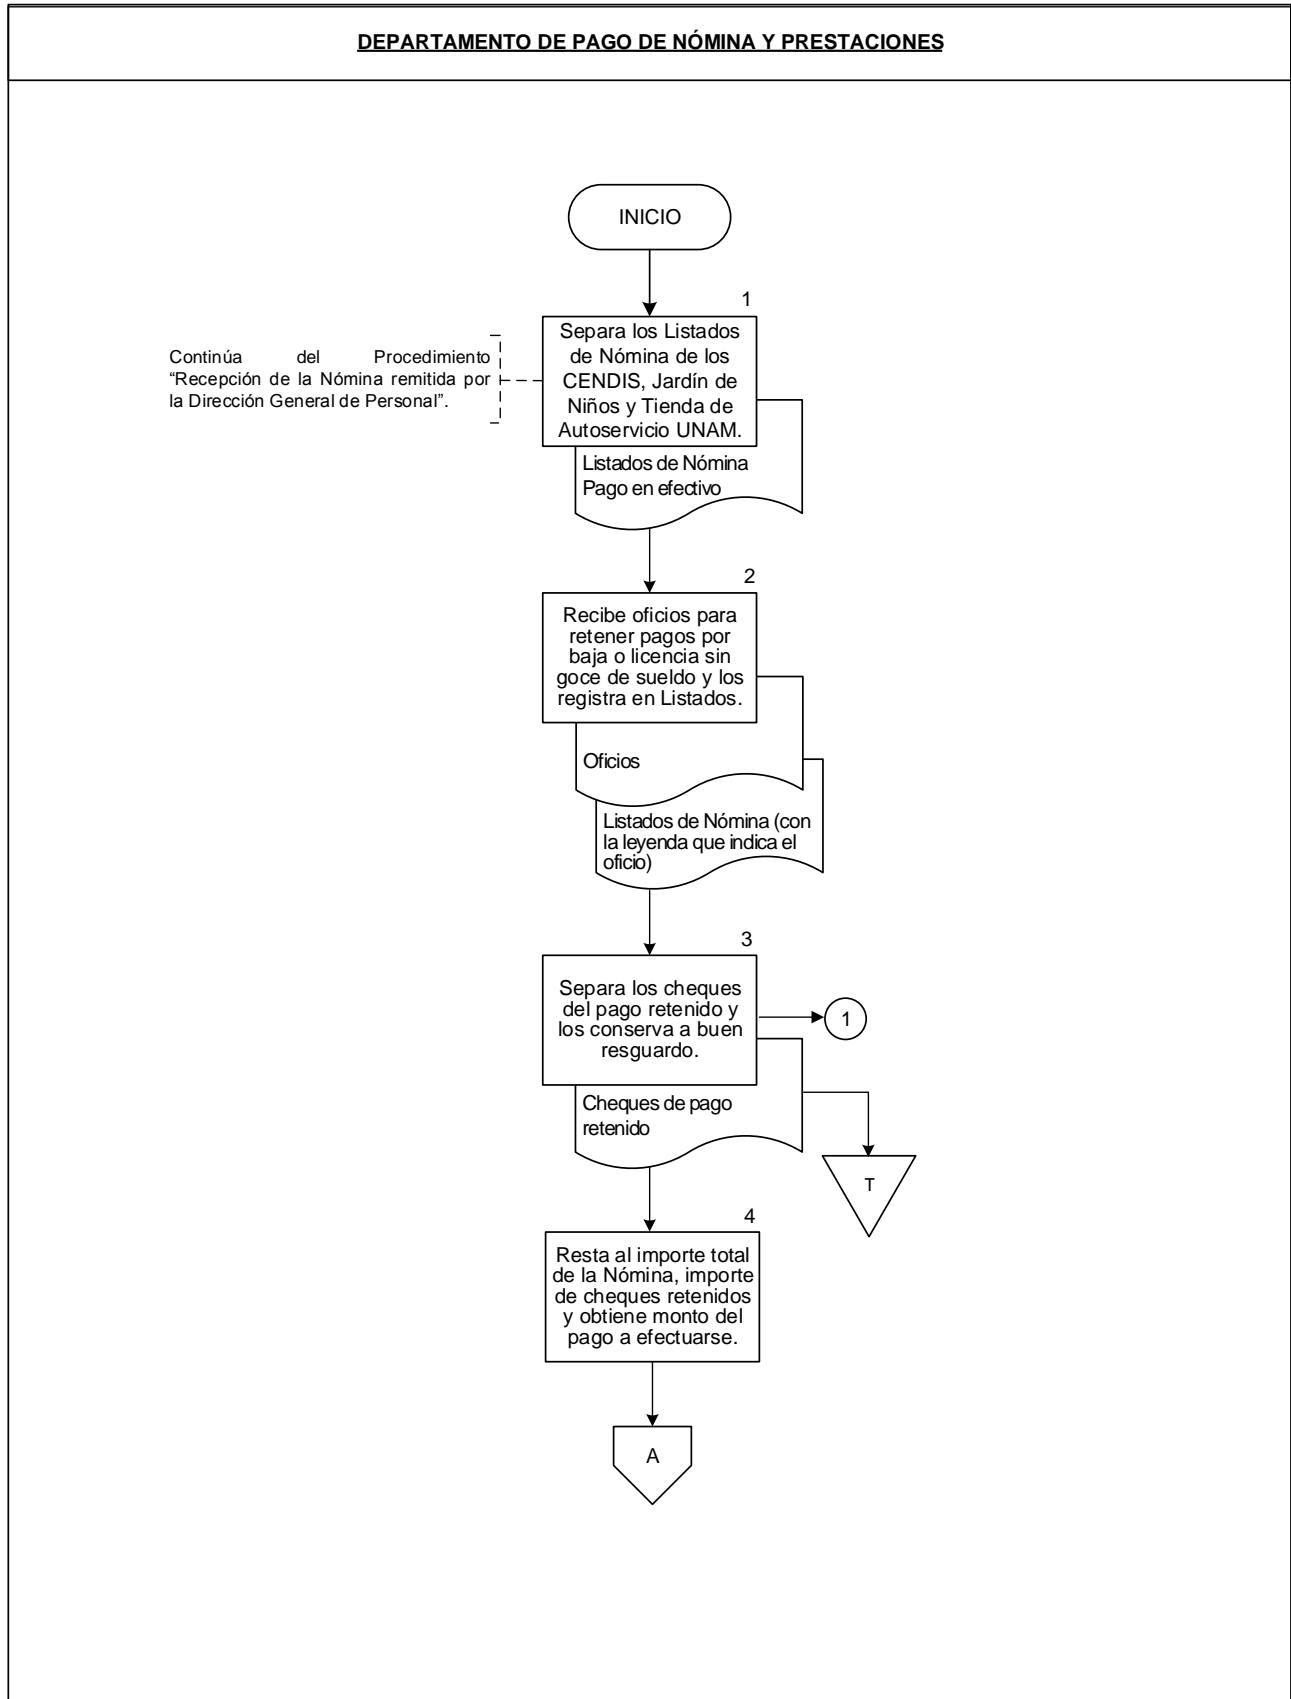 DEPARTAMENTO DE PAGO DE NÓMINA Y PRESTACIONES
INICIO
1
Separa los Listados
de Nómina de los
CENDIS, Jardín de
Niños y Tienda de
Autoservicio UNAM.
Continúa del Procedimiento
“Recepción de la Nómina remitida por
la Dirección General de Personal”.
Listados de Nómina
Pago en efectivo
2
Recibe oficios para
retener pagos por
baja o licencia sin
goce de sueldo y los
registra en Listados.
Oficios
Listados de Nómina (con
la leyenda que indica el
oficio)
3
Separa los cheques
del pago retenido y
los conserva a buen
resguardo.
1
Cheques de pago
retenido
T
4
Resta al importe total
de la Nómina, importe
de cheques retenidos
y obtiene monto del
pago a efectuarse.
A